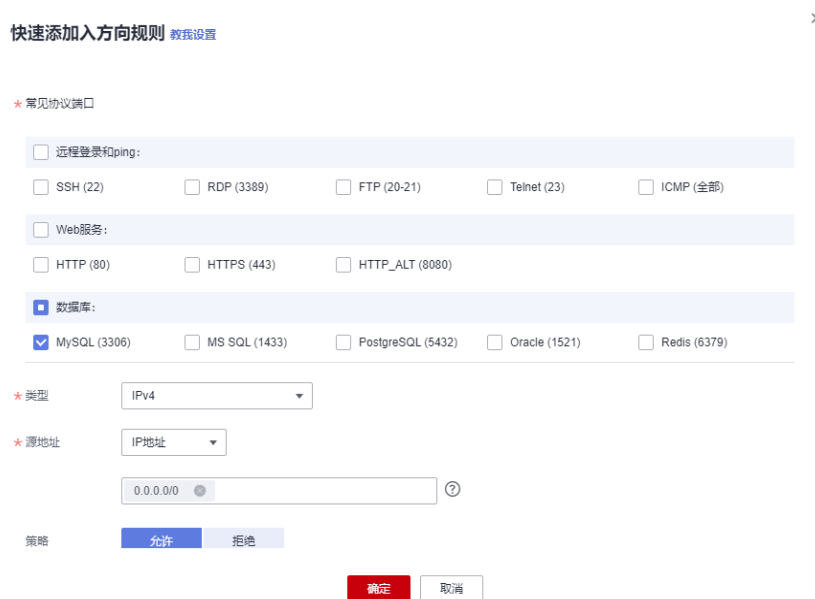 快速添加入方向规则 教我设置
* 常见协议端口
远程登录和ping:
SSH (22) RDP (3389) FTP (20-21) Telnet (23) ICMP (全部)
Web服务:
HTTP (80) HTTPS (443) HTTP_ALT (8080)
数据库:
MySQL (3306) MS SQL (1433) PostgreSQL (5432) Oracle (1521) Redis (6379)
* 类型 IPv4
* 源地址 IP地址
0.0.0.0/0
策略 允许 拒绝
确定 取消